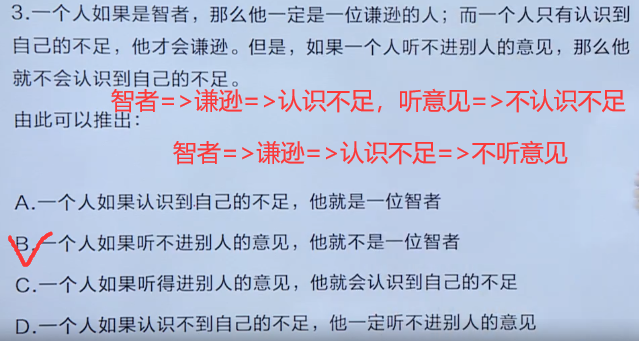 3.一个人如果是智者，那么他一定是一位谦逊的人；而一个人只有认识到
自己的不足，他才会谦逊。但是，如果一个人听不进别人的意见，那么他
就不会认识到自己的不足。
智者=>谦逊=>认识不足，听意见=>不认识不足
由此可以推出：
智者=>谦逊=>认识不足=>不听意见
A.一个人如果认识到自己的不足，他就是一位智者
B.一个人如果听不进别人的意见，他就不是一位智者
C.一个人如果听得进别人的意见，他就会认识到自己的不足
D.一个人如果认识不到自己的不足，他一定听不进别人的意见